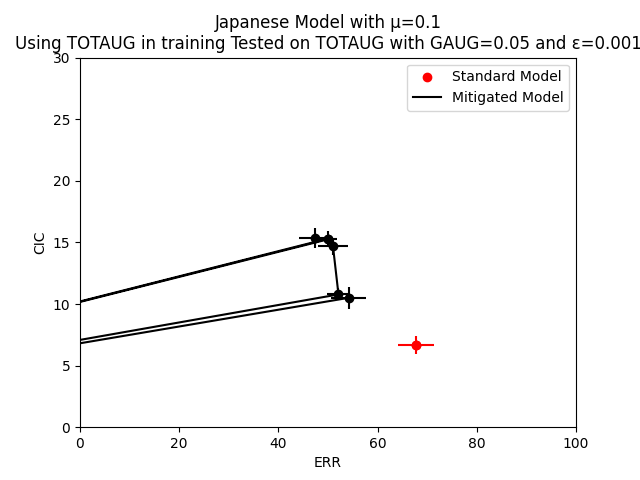 Japanese Model with μ=0.1
Using TOTAUG in training Tested on TOTAUG with GAUG=0.05 and ε=0.001
30
25
20
15
10
5
0
CIC
Standard Model
Mitigated Model
0 20 40 60 80 100
ERR